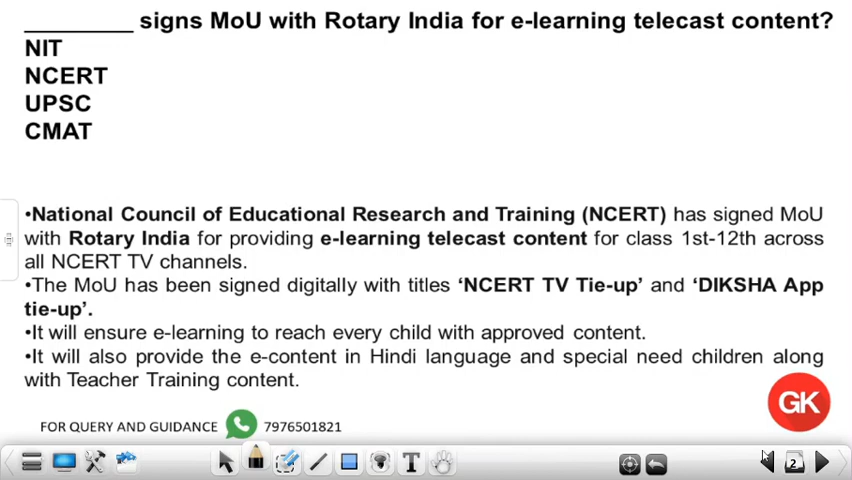 ________ signs MoU with Rotary India for e-learning telecast content?
NIT
NCERT
UPSC
CMAT
•National Council of Educational Research and Training (NCERT) has signed MoU
with Rotary India for providing e-learning telecast content for class 1st-12th across
all NCERT TV channels.
•The MoU has been signed digitally with titles ‘NCERT TV Tie-up’ and ‘DIKSHA App
tie-up’.
•It will ensure e-learning to reach every child with approved content.
•It will also provide the e-content in Hindi language and special need children along
with Teacher Training content.
GK
FOR QUERY AND GUIDANCE 7976501821
T
2